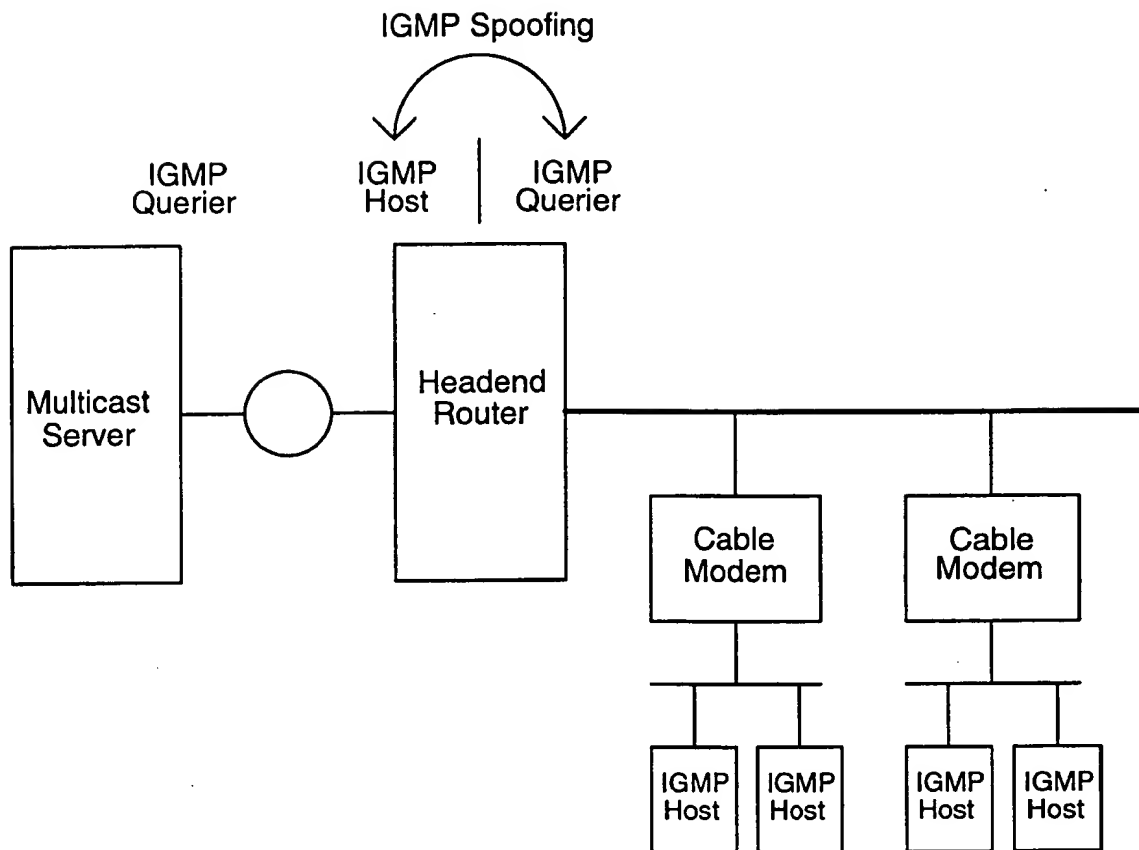 IGMP Spoofing
IGMP
Querier
IGMP
Host
IGMP
Querier
Multicast
Server
Headend
Router
Cable
Modem
Cable
Modem
IGMP
Host
IGMP
Host
IGMP
Host
IGMP
Host